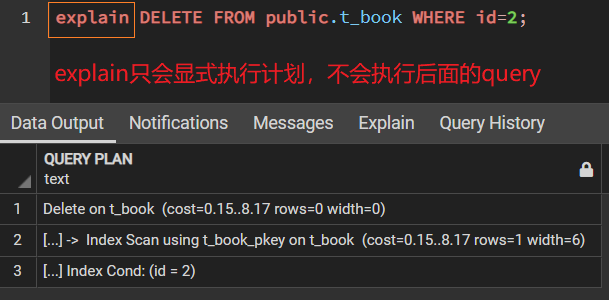 1 explain DELETE FROM public.t_book WHERE id=2;
explain只会显式执行计划，不会执行后面的query
Data Output Notifications Messages Explain Query History
QUERY PLAN
text
1 Delete on t_book (cost=0.15..8.17 rows=0 width=0)
2 [...] -> Index Scan using t_book_pkey on t_book (cost=0.15..8.17 rows=1 width=6)
3 [...] Index Cond: (id = 2)